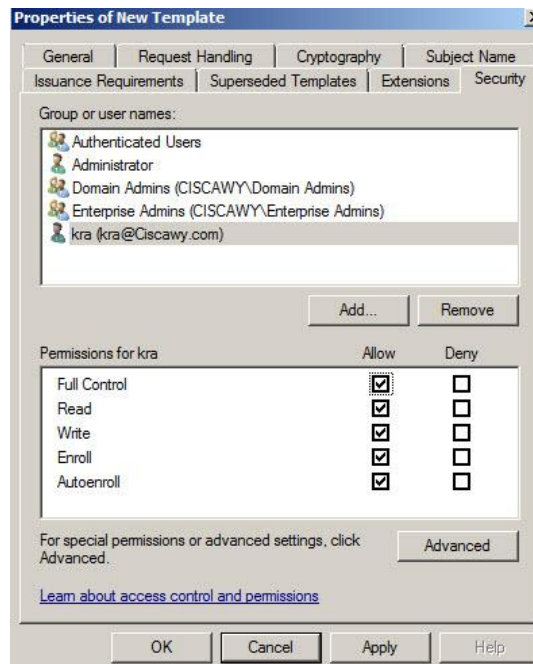 Properties of New Template
General Request Handling Cryptography Subject Name
Issuance Requirements Superseded Templates Extensions Security
Group or user names:
Authenticated Users
Administrator
Domain Admins (CISCAWY\Domain Admins)
Enterprise Admins (CISCAWY\Enterprise Admins)
kra (kra@Ciscawy.com)
Add... Remove
Permissions for kra Allow Deny
Full Control
Read
Write
Enroll
Autoenroll
For special permissions or advanced settings, click
Advanced.
Advanced
Learn about access control and permissions
OK Cancel Apply Help